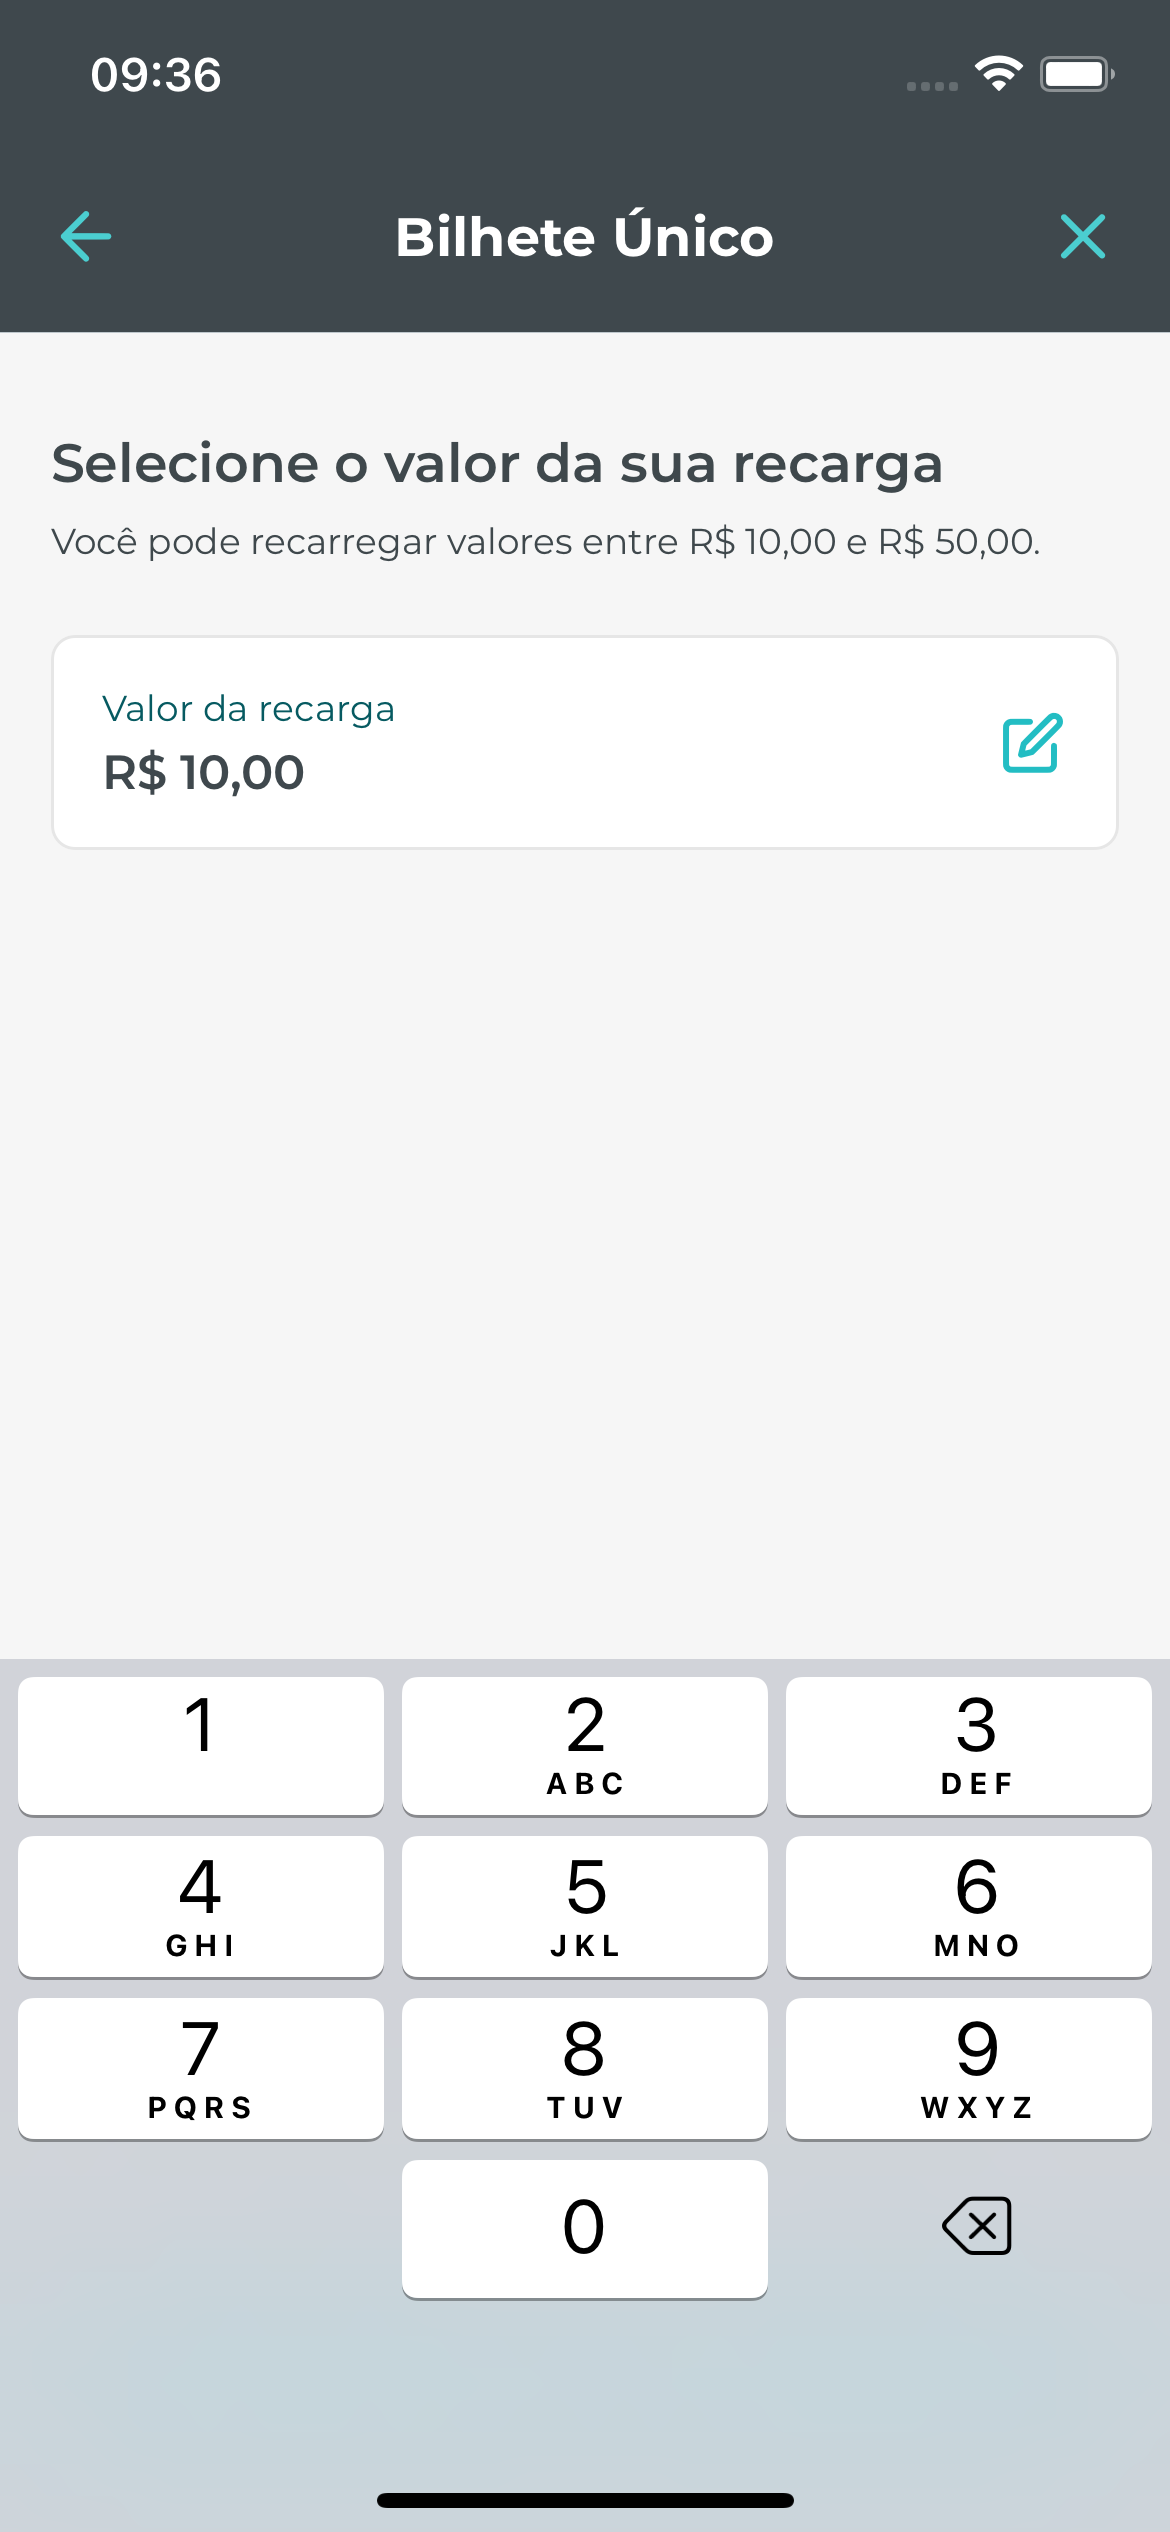 09:36
Bilhete Único
Selecione o valor da sua recarga
Você pode recarregar valores entre R$ 10,00 e R$ 50,00.
Valor da recarga
R$ 10,00
1
2
ABC
3
DEF
4
GHI
5
JKL
6
MNO
7
PQRS
8
TUV
9
WXYZ
0